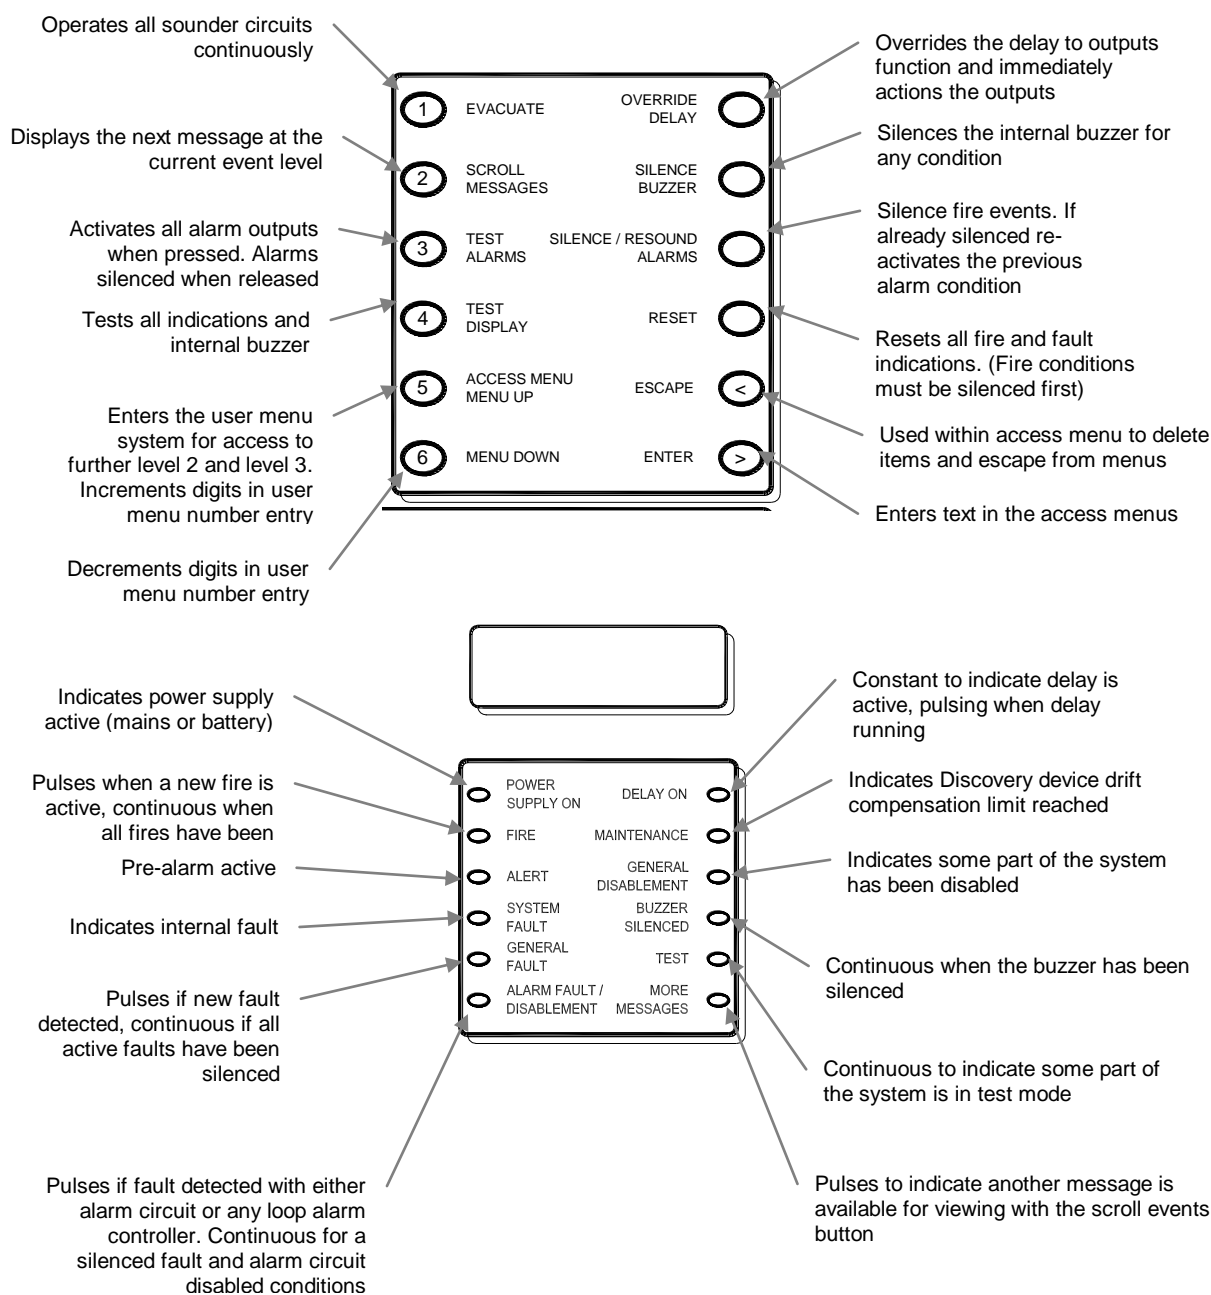 Operates all sounder circuits
continuously
Displays the next message at the
current event level
Activates all alarm outputs
when pressed. Alarms
silenced when released
Tests all indications and
internal buzzer
Enters the user menu
system for access to
further level 2 and level 3.
Increments digits in user
menu number entry
Decrements digits in user
menu number entry
1 EVACUATE
2 SCROLL
MESSAGES
3 TEST
ALARMS
4 TEST
DISPLAY
5 ACCESS MENU
MENU UP
6 MENU DOWN
OVERRIDE
DELAY
SILENCE
BUZZER
SILENCE / RESOUND
ALARMS
RESET
ESCAPE <
ENTER >
Overrides the delay to outputs
function and immediately
actions the outputs
Silences the internal buzzer for
any condition
Silence fire events. If
already silenced re-
activates the previous
alarm condition
Resets all fire and fault
indications. (Fire conditions
must be silenced first)
Used within access menu to delete
items and escape from menus
Enters text in the access menus
Indicates power supply
active (mains or battery)
Pulses when a new fire is
active, continuous when
all fires have been
Pre-alarm active
Indicates internal fault
Pulses if new fault
detected, continuous if all
active faults have been
silenced
Pulses if fault detected with either
alarm circuit or any loop alarm
controller. Continuous for a
silenced fault and alarm circuit
disabled conditions
POWER
SUPPLY ON
FIRE
ALERT
SYSTEM
FAULT
GENERAL
FAULT
ALARM FAULT /
DISABLEMENT
DELAY ON
MAINTENANCE
GENERAL
DISABLEMENT
BUZZER
SILENCED
TEST
MORE
MESSAGES
Constant to indicate delay is
active, pulsing when delay
running
Indicates Discovery device drift
compensation limit reached
Indicates some part of the system
has been disabled
Continuous when the buzzer has been
silenced
Continuous to indicate some part of
the system is in test mode
Pulses to indicate another message is
available for viewing with the scroll events
button